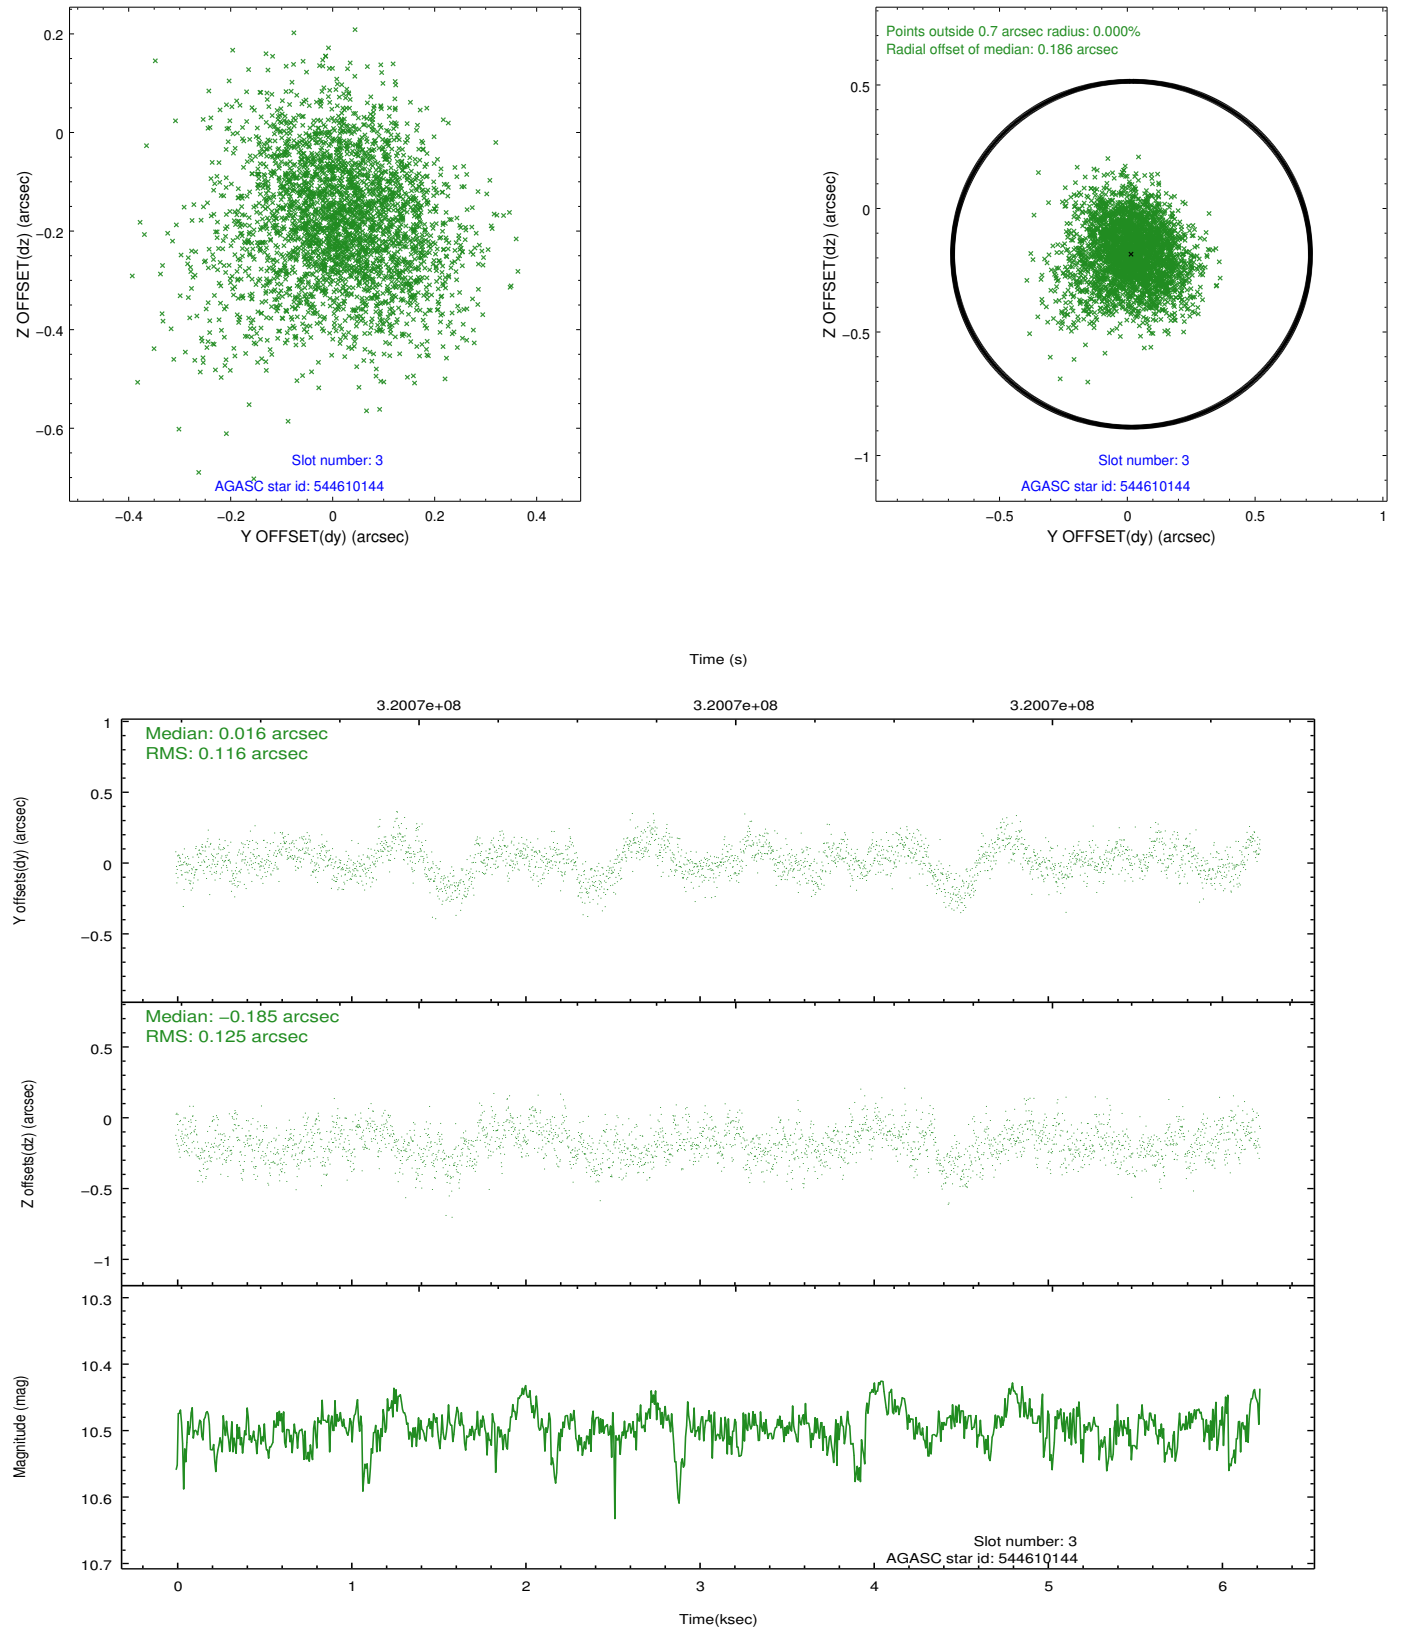 0.2
0
−0.2
−0.4
−0.6
−0.4
−0.2
0
0.2
0.4
Z OFFSET(dz) (arcsec)
Y OFFSET(dy) (arcsec)
Slot number: 3
AGASC star id: 544610144
Points outside 0.7 arcsec radius: 0.000%
Radial offset of median: 0.186 arcsec
0.5
0
−0.5
−1
−0.5
0
0.5
1
Z OFFSET(dz) (arcsec)
Y OFFSET(dy) (arcsec)
Slot number: 3
AGASC star id: 544610144
Time (s)
3.2007e+08
3.2007e+08
3.2007e+08
Median: 0.016 arcsec
RMS: 0.116 arcsec
1
0.5
0
−0.5
Y offsets(dy) (arcsec)
Median: −0.185 arcsec
RMS: 0.125 arcsec
0.5
0
−0.5
−1
Z offsets(dz) (arcsec)
10.3
10.4
10.5
10.6
10.7
Magnitude (mag)
Slot number: 3
AGASC star id: 544610144
0
1
2
3
4
5
6
Time(ksec)